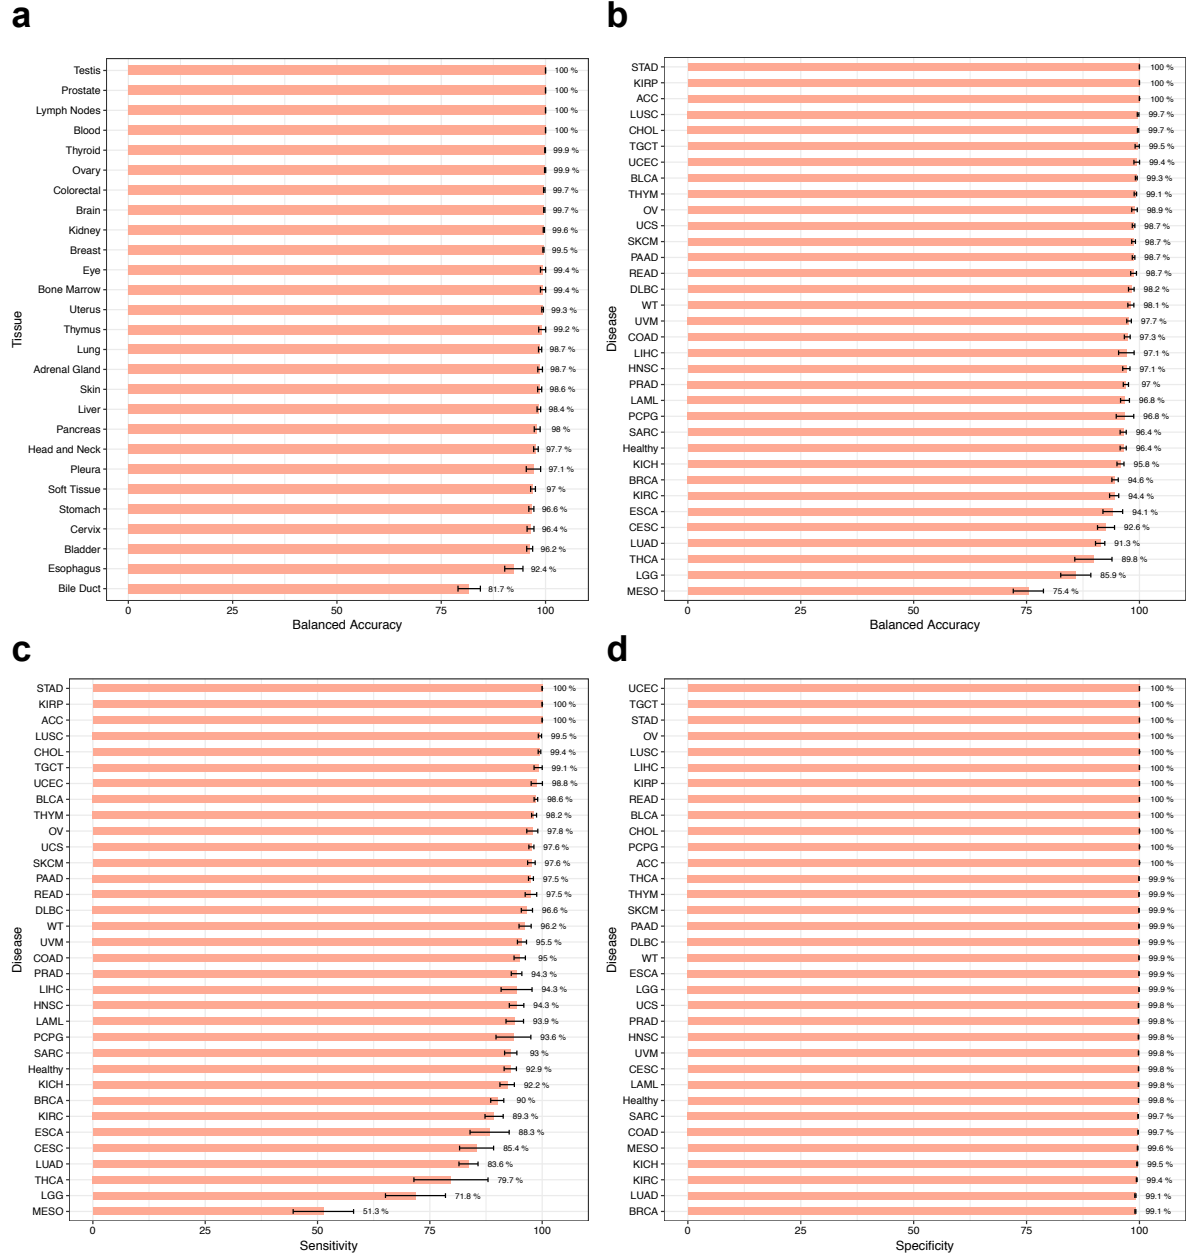 a
Tissue
Testis 100 %
Prostate 100 %
Lymph Nodes 100 %
Blood 100 %
Thyroid 99.9 %
Ovary 99.9 %
Colorectal 99.7 %
Brain 99.7 %
Kidney 99.6 %
Breast 99.5 %
Eye 99.4 %
Bone Marrow 99.4 %
Uterus 99.3 %
Thymus 99.2 %
Lung 98.7 %
Adrenal Gland 98.7 %
Skin 98.6 %
Liver 98.4 %
Pancreas 98 %
Head and Neck 97.7 %
Pleura 97.1 %
Soft Tissue 97 %
Stomach 96.6 %
Cervix 96.4 %
Bladder 96.2 %
Esophagus 92.4 %
Bile Duct 81.7 %
0 25 50 75 100
Balanced Accuracy
b
Disease
STAD 100 %
KIRP 100 %
ACC 100 %
LUSC 99.7 %
CHOL 99.7 %
TGCT 99.5 %
UCEC 99.4 %
BLCA 99.3 %
THYM 99.1 %
OV 98.9 %
UCS 98.7 %
SKCM 98.7 %
PAAD 98.7 %
READ 98.7 %
DLBC 98.2 %
WT 98.1 %
UVM 97.7 %
COAD 97.3 %
LIHC 97.1 %
HNSC 97.1 %
PRAD 97 %
LAML 96.8 %
PCPG 96.8 %
SARC 96.4 %
Healthy 96.4 %
KICH 95.8 %
BRCA 94.6 %
KIRC 94.4 %
ESCA 94.1 %
CESC 92.6 %
LUAD 91.3 %
THCA 89.8 %
LGG 85.9 %
MESO 75.4 %
0 25 50 75 100
Balanced Accuracy
c
Disease
STAD 100 %
KIRP 100 %
ACC 100 %
LUSC 99.5 %
CHOL 99.4 %
TGCT 99.1 %
UCEC 98.8 %
BLCA 98.6 %
THYM 98.2 %
OV 97.8 %
UCS 97.6 %
SKCM 97.6 %
PAAD 97.5 %
READ 97.5 %
DLBC 96.6 %
WT 96.2 %
UVM 95.5 %
COAD 95 %
PRAD 94.3 %
LIHC 94.3 %
HNSC 94.3 %
LAML 93.9 %
PCPG 93.6 %
SARC 93 %
Healthy 92.9 %
KICH 92.2 %
BRCA 90 %
KIRC 89.3 %
ESCA 88.3 %
CESC 85.4 %
LUAD 83.6 %
THCA 79.7 %
LGG 71.8 %
MESO 51.3 %
0 25 50 75 100
Sensitivity
d
Disease
UCEC 100 %
TGCT 100 %
STAD 100 %
OV 100 %
LUSC 100 %
LIHC 100 %
KIRP 100 %
READ 100 %
BLCA 100 %
CHOL 100 %
PCPG 100 %
ACC 100 %
THCA 99.9 %
THYM 99.9 %
SKCM 99.9 %
PAAD 99.9 %
DLBC 99.9 %
WT 99.9 %
ESCA 99.9 %
LGG 99.9 %
UCS 99.8 %
PRAD 99.8 %
HNSC 99.8 %
UVM 99.8 %
CESC 99.8 %
LAML 99.8 %
Healthy 99.8 %
SARC 99.7 %
COAD 99.7 %
MESO 99.6 %
KICH 99.5 %
KIRC 99.4 %
LUAD 99.1 %
BRCA 99.1 %
0 25 50 75 100
Specificity